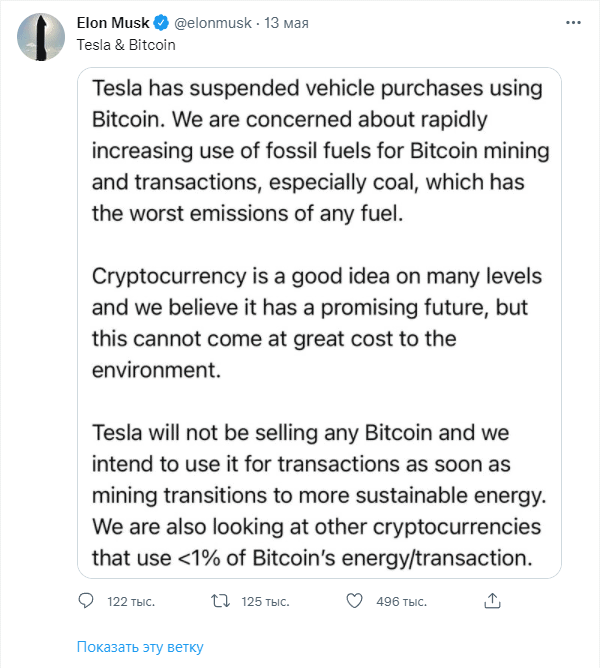 Elon Musk @elonmusk · 13 мая
Tesla & Bitcoin
Tesla has suspended vehicle purchases using
Bitcoin. We are concerned about rapidly
increasing use of fossil fuels for Bitcoin mining
and transactions, especially coal, which has
the worst emissions of any fuel.
Cryptocurrency is a good idea on many levels
and we believe it has a promising future, but
this cannot come at great cost to the
environment.
Tesla will not be selling any Bitcoin and we
intend to use it for transactions as soon as
mining transitions to more sustainable energy.
We are also looking at other cryptocurrencies
that use <1% of Bitcoin's energy/transaction.
122 тыс. 125 тыс. 496 тыс.
Показать эту ветку